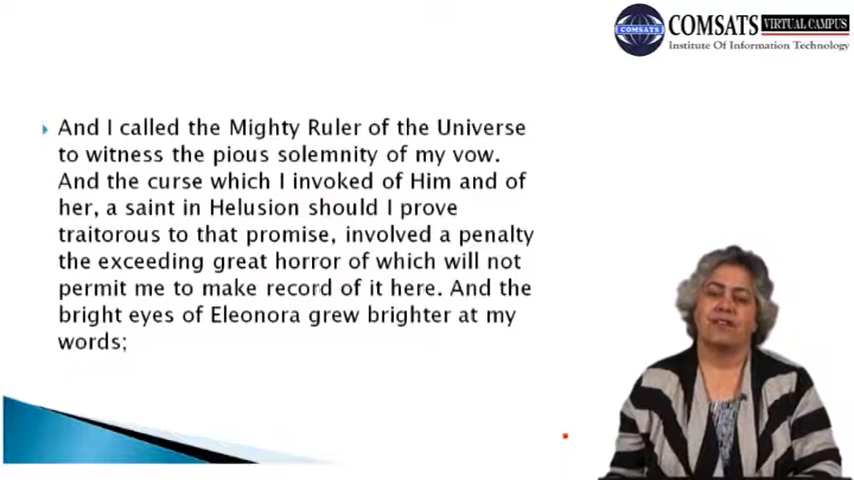 COMSATS
COMSATS VIRTUAL CAMPUS
Institute Of Information Technology
And I called the Mighty Ruler of the Universe
to witness the pious solemnity of my vow.
And the curse which I invoked of Him and of
her, a saint in Helusion should I prove
traitorous to that promise, involved a penalty
the exceeding great horror of which will not
permit me to make record of it here. And the
bright eyes of Eleonora grew brighter at my
words;